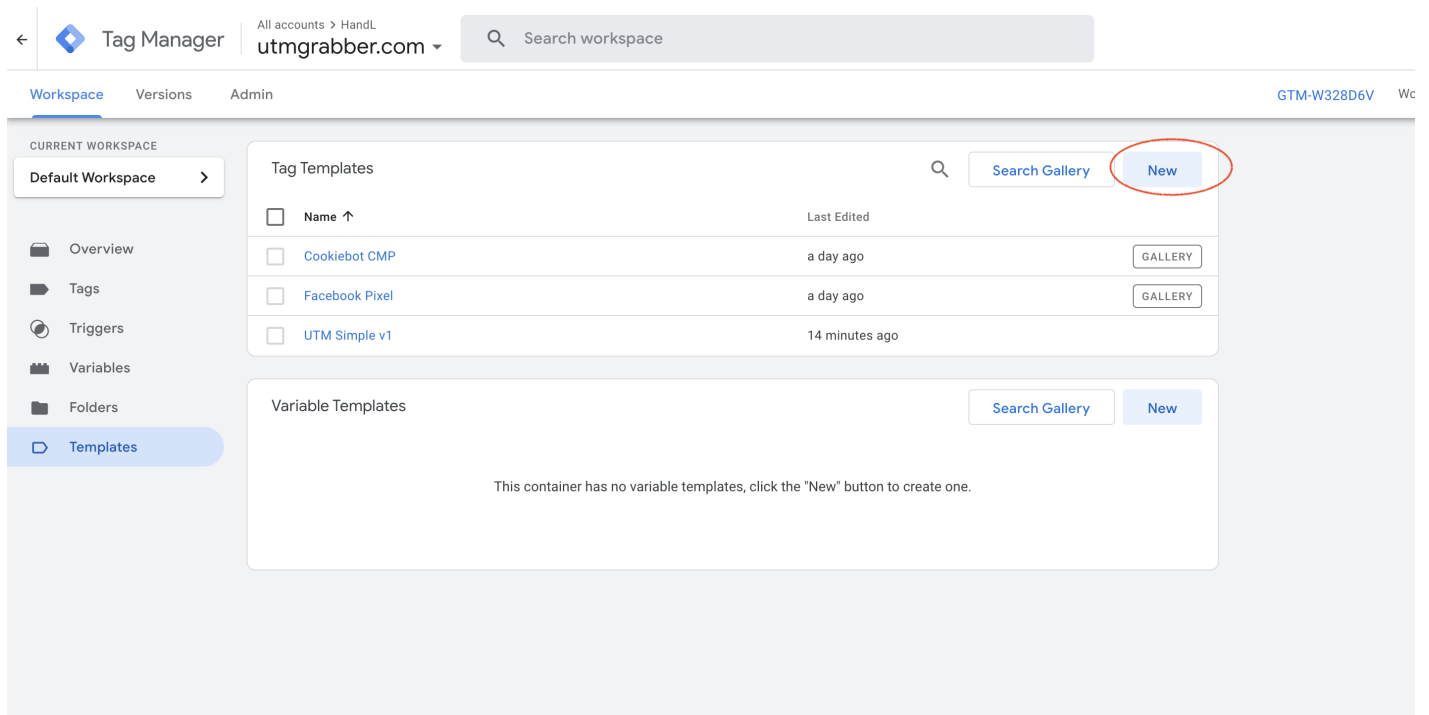 All accounts > HandL
Tag Manager
utmgrabber.com
Search workspace
Workspace Versions Admin
GTM-W328D6V Wo
CURRENT WORKSPACE
Default Workspace
Overview
Tags
Triggers
Variables
Folders
Templates
Tag Templates
Search Gallery New
Name Last Edited
Cookiebot CMP a day ago GALLERY
Facebook Pixel a day ago GALLERY
UTM Simple v1 14 minutes ago
Variable Templates
Search Gallery New
This container has no variable templates, click the "New" button to create one.